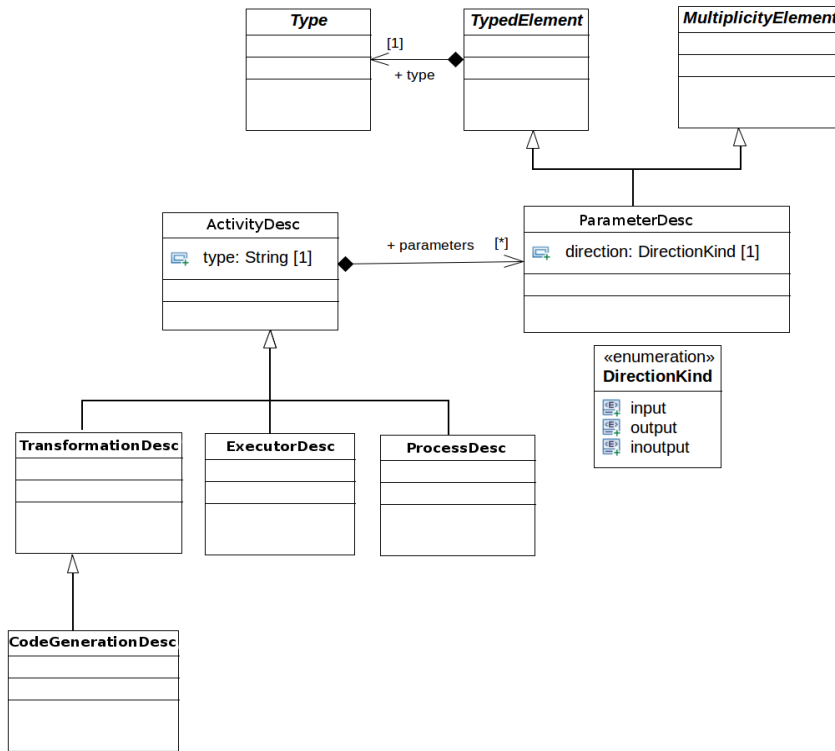 Type
TypedElement
MultiplicityElement
[1]
+ type
ActivityDesc
type: String [1]
+ parameters
[*]
ParameterDesc
direction: DirectionKind [1]
«enumeration»
DirectionKind
input
output
inoutput
TransformationDesc
ExecutorDesc
ProcessDesc
CodeGenerationDesc